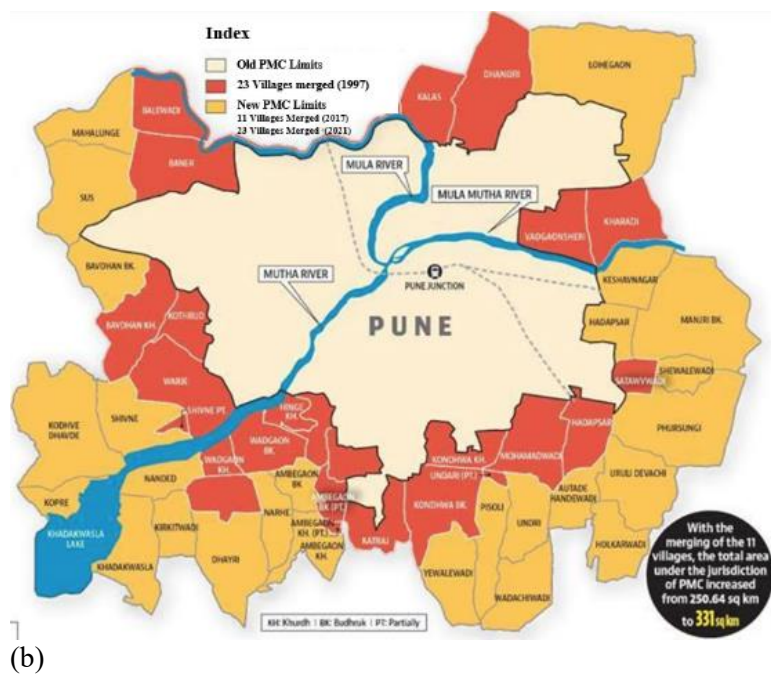 Index
Old PMC Limits
23 Villages merged (1997)
New PMC Limits
11 Villages Merged (2017)
23 Villages Merged (2021)
LOHEGAON
DHANORI
KALAS
BALEWADI
MAHALUNGE
BANER
SUS
MULA RIVER
MULA MUTHA RIVER
KHARADI
VADGAONSHERI
BAVDHAN BK.
MUTHA RIVER
PUNE JUNCTION
KESHAVNAGAR
PUNE
HADAPSAR
MANJRI BK.
BAVDHAN KH.
KOTHRUD
WARJE
SATAWWADI
SHEWALEWADI
KODHVE
DHAVDE
SHIVNE
SHIVNE PT.
HINGE
KH.
HADAPSAR
PHURSUNGI
WADGAON
BK.
WADGAON
KH.
KONDHWA KH.
MOHAMADWADI
UNDARI (PT.)
NANDED
AMBEGAON
BK
URULI DEVACHI
KOPRE
AMBEGAON
BK (PT.)
KONDHWA BK.
PISOLI
AUTADE
HANDEWADI
KHADAKWASLA
LAKE
KIRKITWADI
NARHE
AMBEGAON
KH. (PT.)
UNDRI
DHAYRI
AMBEGAON
KH.
KATRAJ
HOLKARWADI
KHADAKWASLA
YEWALEWADI
WADACHIWADI
With the
merging of the 11
villages, the total area
under the jurisdiction
of PMC increased
from 250.64 sq km
to 331 sq km
KH: Khurdh | BK: Budhruk | PT: Partially
(b)